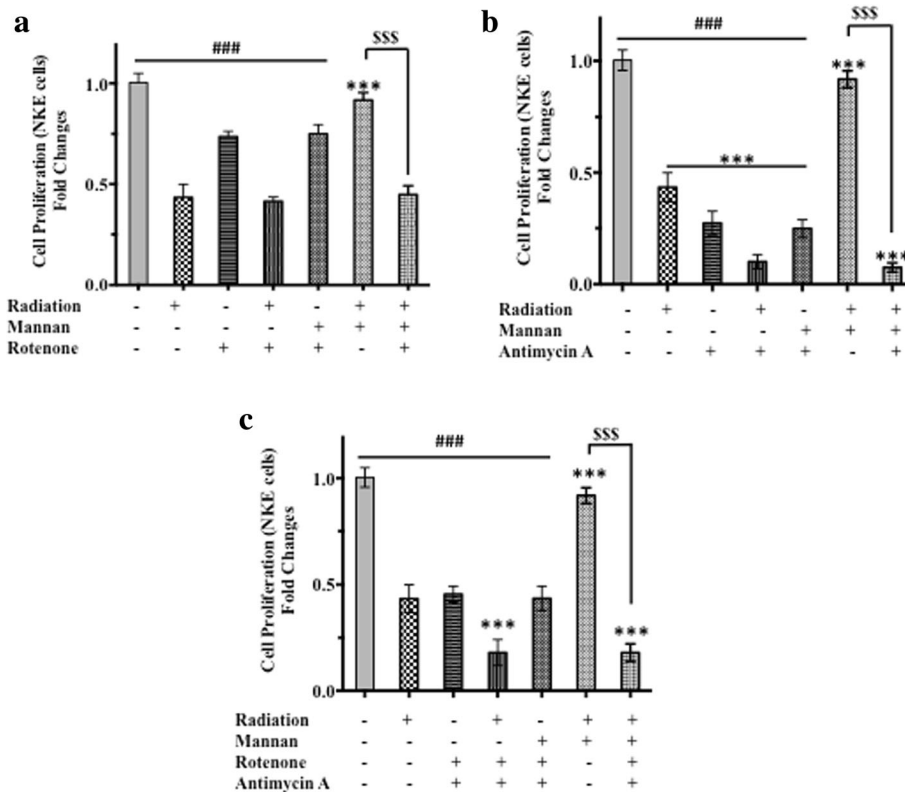 a
Cell Proliferation (NKE cells)
Fold Changes
###
$$$
***
1.0
0.5
0.0
Radiation - + - + - + +
Mannan - - - - + + +
Rotenone - - + + + - +
b
Cell Proliferation (NKE cells)
Fold Changes
###
$$$
***
***
***
1.0
0.5
0.0
Radiation - + - + - + +
Mannan - - - - + + +
Antimycin A - - + + + - +
c
Cell Proliferation (NKE cells)
Fold Changes
###
$$$
***
***
***
1.0
0.5
0.0
Radiation - + - + - + +
Mannan - - - - + + +
Rotenone - - + + + - +
Antimycin A - - + + + - +